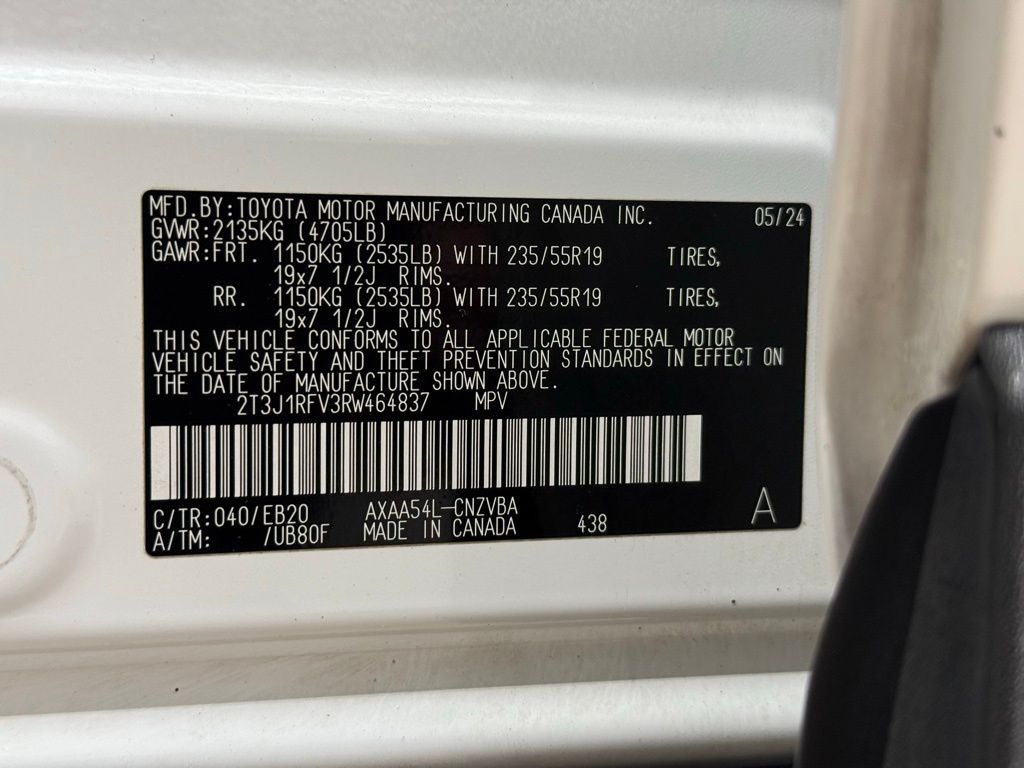 MFD.BY:TOYOTA MOTOR MANUFACTURING CANADA INC. 05/24
GVWR:2135KG (4705LB)
GAWR:FRT. 1150KG (2535LB) WITH 235/55R19 TIRES,
19x7 1/2J RIMS.
RR. 1150KG (2535LB) WITH 235/55R19 TIRES,
19x7 1/2J RIMS.
THIS VEHICLE CONFORMS TO ALL APPLICABLE FEDERAL MOTOR
VEHICLE SAFETY AND THEFT PREVENTION STANDARDS IN EFFECT ON
THE DATE OF MANUFACTURE SHOWN ABOVE.
2T3J1RFV3RW464837 MPV
C/TR:040/EB20 AXAA54L-CNZVBA
A/TM: /UB80F MADE IN CANADA 438 A